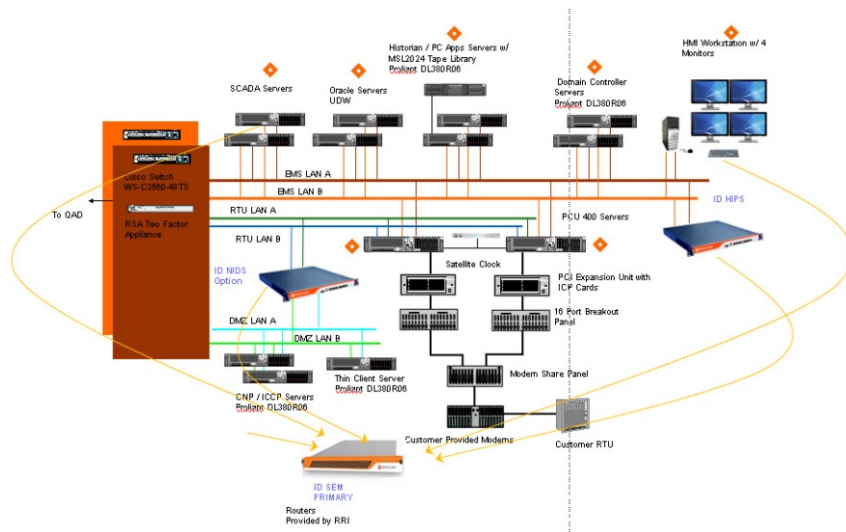 Historian / PC Apps Servers w/
MSL2024 Tape Library
Proliant DL380R06
HMI Workstation w/ 4
Monitors
SCADA Servers
Oracle Servers
UDW
Domain Controller
Servers
Proliant DL380R06
Cisco Switch
WS-C3560-48TS
EMS LAN A
EMS LAN B
To QAD
RSA Two Factor
Appliance
RTU LAN A
RTU LAN B
PCU 400 Servers
ID HIPS
Satellite Clock
ID NIDS
Option
PCI Expansion Unit with
ICP Cards
16 Port Breakout
Panel
DMZ LAN A
DMZ LAN B
Modem Share Panel
CNP / ICCP Servers
Proliant DL380R06
Thin Client Server
Proliant DL380R06
Customer Provided Modems
Customer RTU
ID SEM
PRIMARY
Routers
Provided by RRI